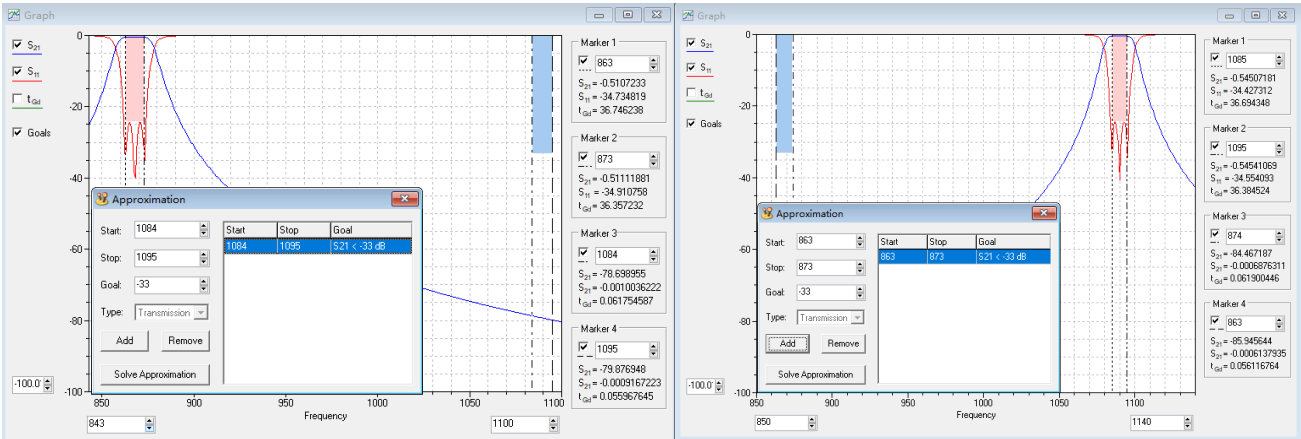 Graph
S21
S11
tGd
Goals
0
-20
-40
-60
-80
-100
-100.0
850
900
950
1000
1050
1100
Frequency
843
1100
Marker 1
863
S21= -0.5107233
S11= -34.734819
tGd= 36.746238
Marker 2
873
S21= -0.51111881
S11= -34.910758
tGd= 36.357232
Marker 3
1084
S21= -78.698955
S21= -0.0010036222
tGd= 0.061754587
Marker 4
1095
S21= -79.876948
S21= -0.0009167223
tGd= 0.055967645
Approximation
Start: 1084
Stop: 1095
Goal: -33
Type: Transmission
Add Remove
Solve Approximation
Start Stop Goal
1084 1095 S21 < -33 dB
Graph
S21
S11
tGd
Goals
0
-20
-40
-60
-80
-100
-100.0
850
900
950
1000
1050
1100
Frequency
850
1140
Marker 1
1085
S21= -0.54507181
S11= -34.427312
tGd= 36.694348
Marker 2
1095
S21= -0.54541069
S11= -34.554093
tGd= 36.384524
Marker 3
874
S21= -84.467187
S21= -0.0006876311
tGd= 0.061900446
Marker 4
863
S21= -85.945644
S21= -0.0006137935
tGd= 0.056116764
Approximation
Start: 863
Stop: 873
Goal: -33
Type: Transmission
Add Remove
Solve Approximation
Start Stop Goal
863 873 S21 < -33 dB